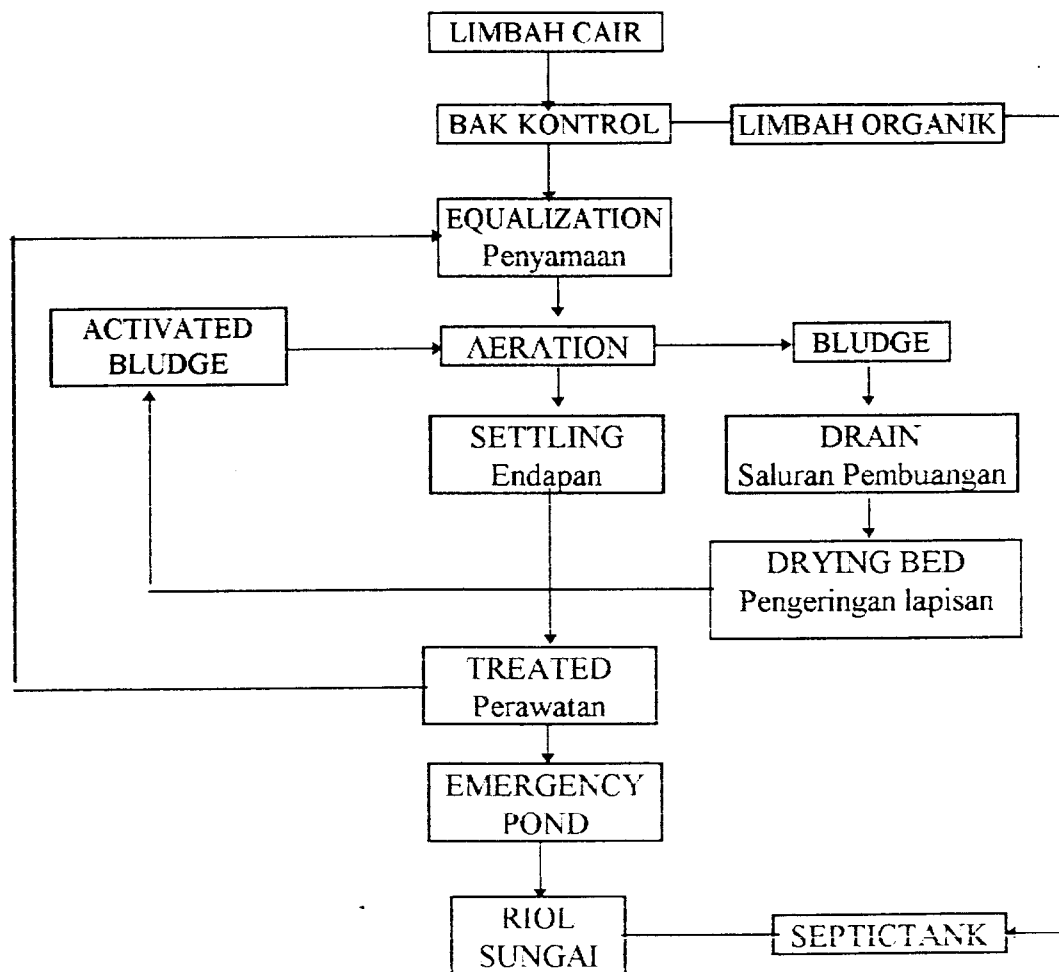 LIMBAH CAIR
BAK KONTROL
LIMBAH ORGANIK
EQUALIZATION
Penyamaan
ACTIVATED
BLUDGE
AERATION
BLUDGE
SETTLING
Endapan
DRAIN
Saluran Pembuangan
DRYING BED
Pengeringan lapisan
TREATED
Perawatan
EMERGENCY
POND
RIOL
SUNGAI
SEPTICTANK